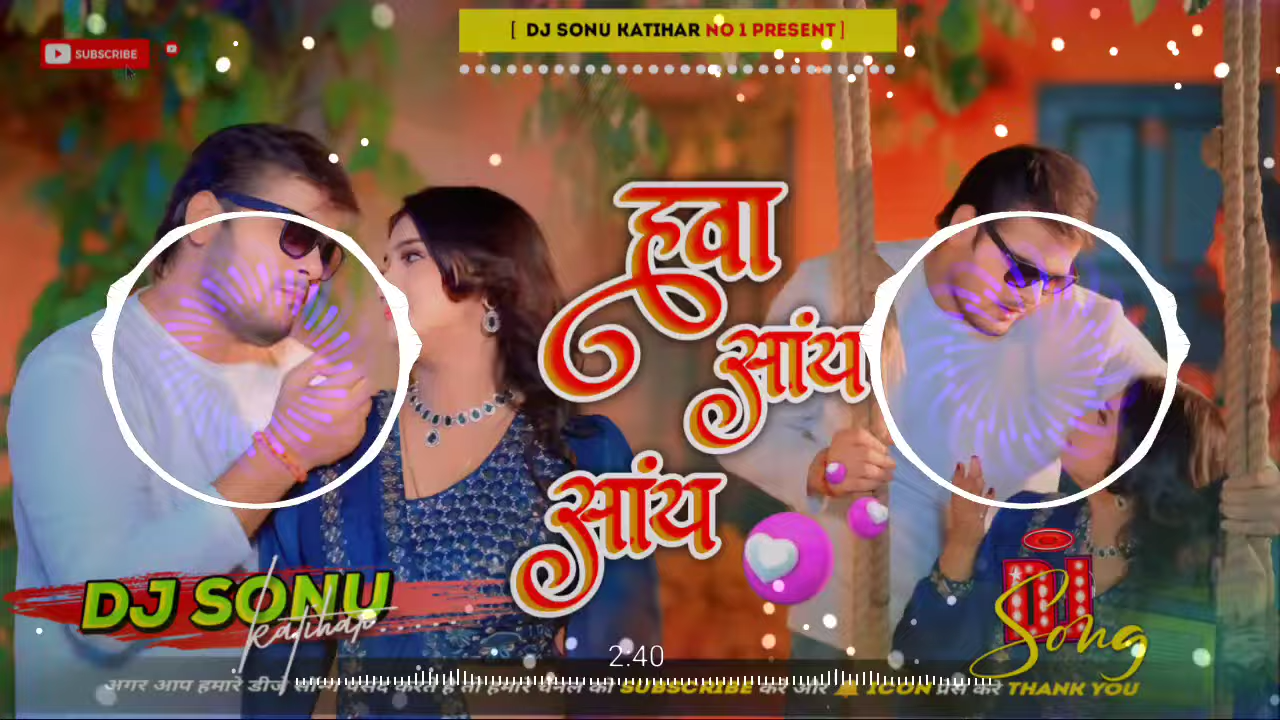 [ DJ SONU KATIHAR NO 1 PRESENT ]
SUBSCRIBE
हवा
सांय
सांय
DJ SONU
katihar
DJ
Song
2:40
अगर आप हमारे डीजे सॉन्ग पसंद करते है तो हमारे चैनल को SUBSCRIBE करे और 🔔 ICON प्रेस करे THANK YOU